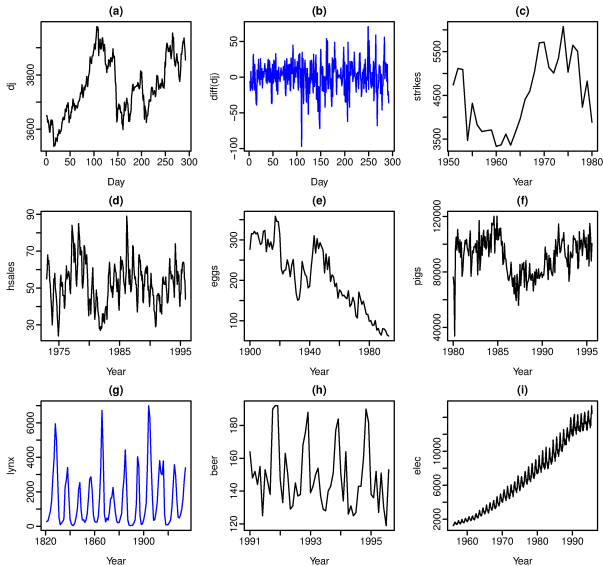 (a) (b) (c)
dj
3600 3800
0 50 100 150 200 250 300
Day
diff(dj)
−100 −50 0 50
0 50 100 150 200 250 300
Day
strikes
3500 4500 5500
1950 1960 1970 1980
Year
(d) (e) (f)
hsales
30 50 70 90
1975 1985 1995
Year
eggs
100 200 300
1900 1940 1980
Year
pigs
40000 80000 120000
1980 1985 1990 1995
Year
(g) (h) (i)
lynx
0 2000 4000 6000
1820 1860 1900
Year
beer
120 140 160 180
1991 1993 1995
Year
elec
2000 6000 10000
1960 1970 1980 1990
Year